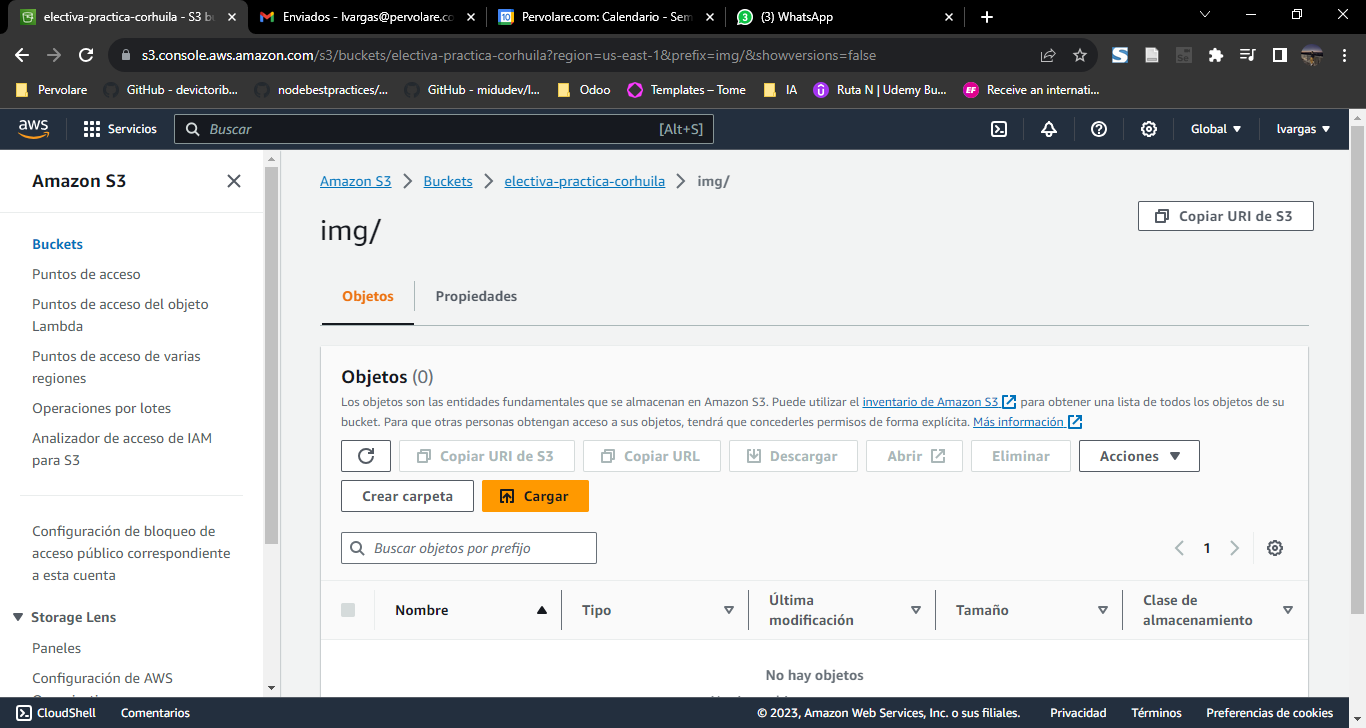 electiva-practica-corhuila - S3 bu
Enviados - lvargas@pervolare.co
Pervolare.com: Calendario - Sem
(3) WhatsApp
s3.console.aws.amazon.com/s3/buckets/electiva-practica-corhuila?region=us-east-1&prefix=img/&showversions=false
Pervolare
GitHub - devictorib...
nodebestpractices/...
GitHub - midudev/l...
Odoo
Templates – Tome
IA
Ruta N | Udemy Bu...
Receive an internati...
aws
Servicios
Buscar
[Alt+S]
Global
lvargas
Amazon S3
Buckets
Puntos de acceso
Puntos de acceso del objeto
Lambda
Puntos de acceso de varias
regiones
Operaciones por lotes
Analizador de acceso de IAM
para S3
Configuración de bloqueo de
acceso público correspondiente
a esta cuenta
Storage Lens
Paneles
Configuración de AWS
Amazon S3 > Buckets > electiva-practica-corhuila > img/
img/
Copiar URI de S3
Objetos
Propiedades
Objetos (0)
Los objetos son las entidades fundamentales que se almacenan en Amazon S3. Puede utilizar el inventario de Amazon S3 para obtener una lista de todos los objetos de su
bucket. Para que otras personas obtengan acceso a sus objetos, tendrá que concederles permisos de forma explícita. Más información
Copiar URI de S3
Copiar URL
Descargar
Abrir
Eliminar
Acciones
Crear carpeta
Cargar
Buscar objetos por prefijo
1
Nombre
Tipo
Última
modificación
Tamaño
Clase de
almacenamiento
No hay objetos
CloudShell
Comentarios
© 2023, Amazon Web Services, Inc. o sus filiales.
Privacidad
Términos
Preferencias de cookies